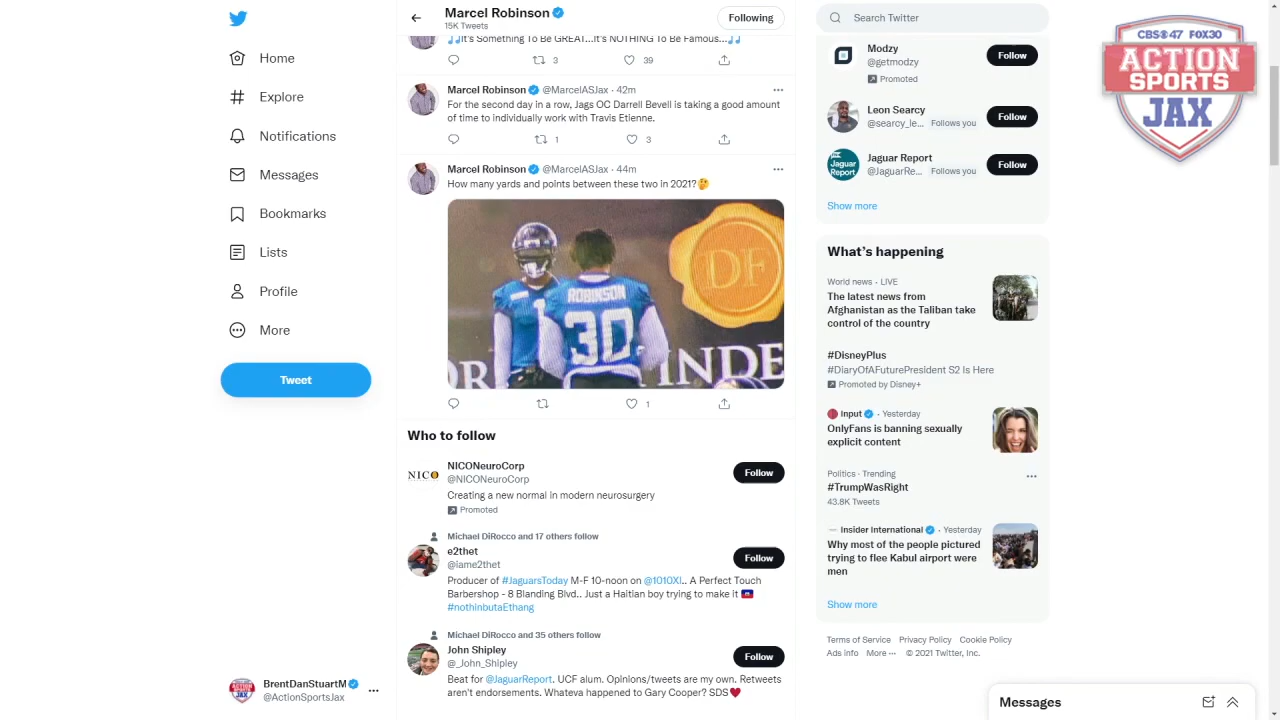 Home
Explore
Notifications
Messages
Bookmarks
Lists
Profile
More
Tweet
BrentDanStuartM
@ActionSportsJax
Marcel Robinson
15K Tweets
Following
🎵It's Something To Be GREAT...It's NOTHING To Be Famous...🎵
3
39
Marcel Robinson @MarcelASJax · 42m
For the second day in a row, Jags OC Darrell Bevell is taking a good amount
of time to individually work with Travis Etienne.
1
3
Marcel Robinson @MarcelASJax · 44m
How many yards and points between these two in 2021?🤔
ROBINSON
30
1
DF
OR
INDE
1
Who to follow
NICO
NICONeuroCorp
@NICONeuroCorp
Follow
Creating a new normal in modern neurosurgery
Promoted
Michael DiRocco and 17 others follow
e2thet
@iame2thet
Follow
Producer of #JaguarsToday M-F 10-noon on @1010Xl.. A Perfect Touch
Barbershop - 8 Blanding Blvd.. Just a Haitian boy trying to make it 🇭🇹
#nothinbutaEthang
Michael DiRocco and 35 others follow
John Shipley
@_John_Shipley
Follow
Beat for @JaguarReport. UCF alum. OpInIons/tweets are my own. Retweets
aren't endorsements. Whateva happened to Gary Cooper? SDS♥
Search Twitter
Modzy
@getmodzy
Promoted
Follow
Leon Searcy
@searcy_le... Follows you
Follow
Jaguar Report
@JaguarRe... Follows you
Follow
Jaguar
Report
Show more
What's happening
World news · LIVE
The latest news from
Afghanistan as the Taliban take
control of the country
#DisneyPlus
#DiaryOfAFuturePresident S2 Is Here
Promoted by Disney+
Input · Yesterday
OnlyFans is banning sexually
explicit content
Politics · Trending
#TrumpWasRight
43.8K Tweets
Insider International · Yesterday
Why most of the people pictured
trying to flee Kabul airport were
men
Show more
Terms of Service Privacy Policy Cookie Policy
Ads info More ··· © 2021 Twitter, Inc.
Messages
CBS 47 FOX30
ACTION
SPORTS
JAX